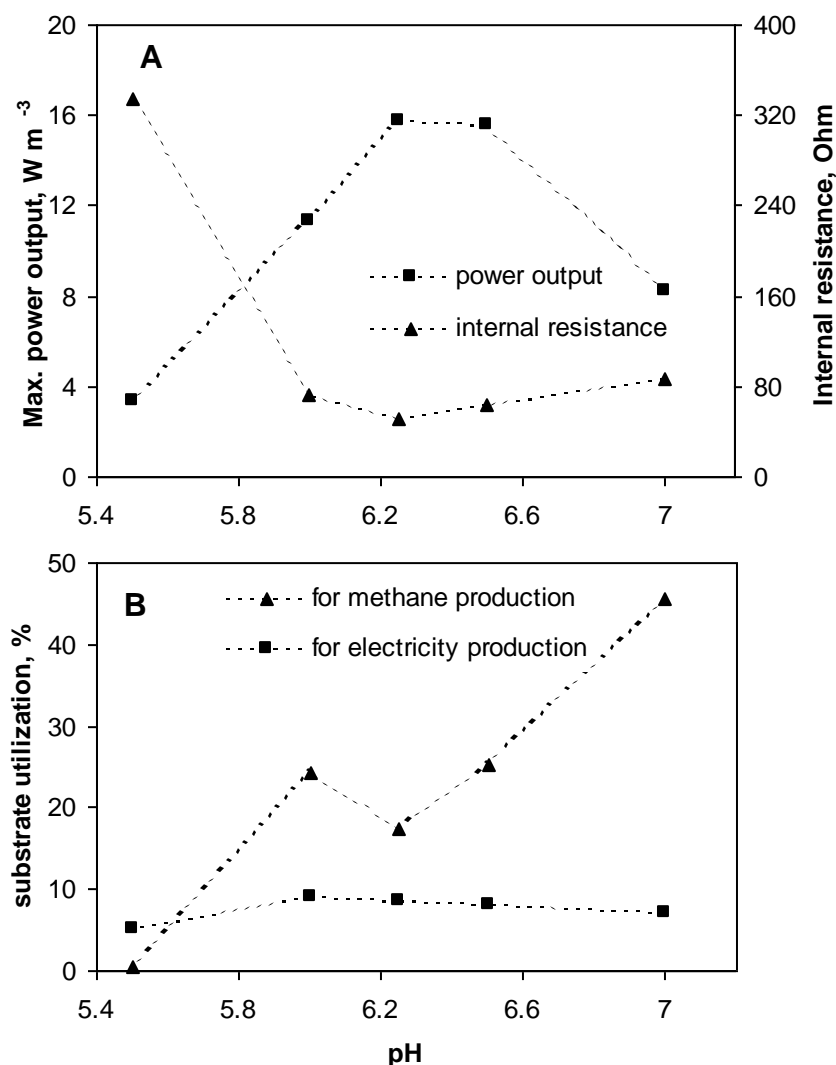 A
20
16
12
8
4
0
Max. power output, W m -3
400
320
240
160
80
0
Internal resistance, Ohm
power output
internal resistance
5.4
5.8
6.2
6.6
7
B
50
40
30
20
10
0
substrate utilization, %
for methane production
for electricity production
5.4
5.8
6.2
6.6
7
pH